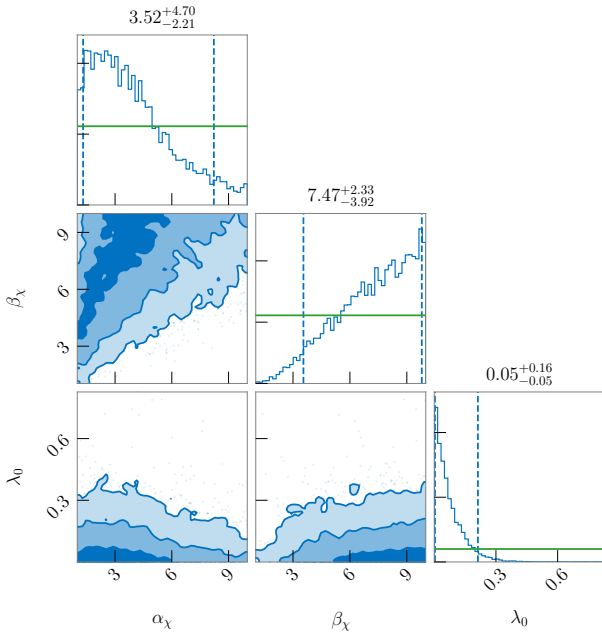 3.52^{+4.70}_{-2.21}
7.47^{+2.33}_{-3.92}
9
6
3
β_χ
0.05^{+0.16}_{-0.05}
0.6
0.3
λ_0
3 6 9 3 6 9 0.3 0.6
α_χ β_χ λ_0